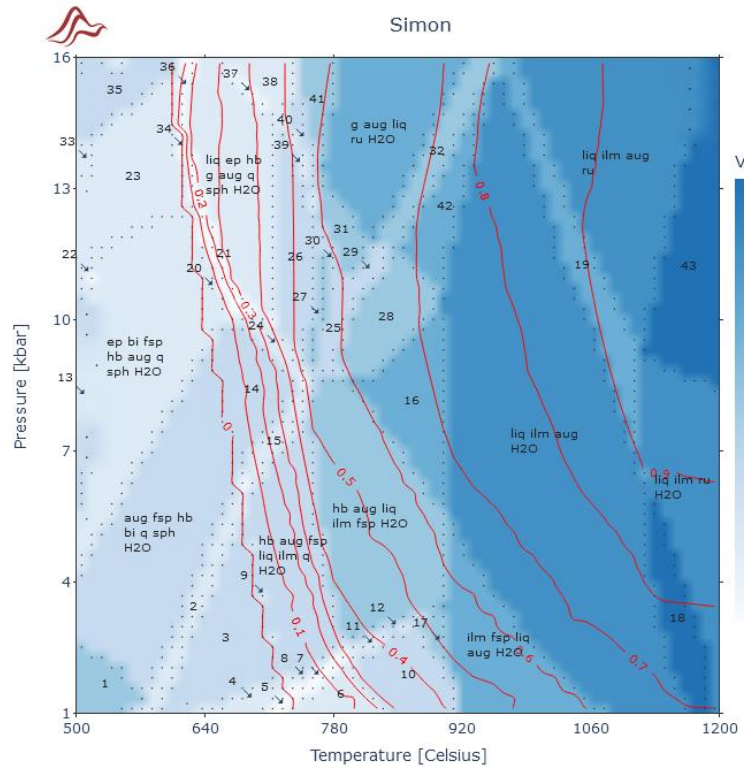 Simon
16
36
37
38
35
41
40
g aug liq
ru H2O
34
33
39
32
liq ilm aug
ru
13
23
liq ep hb
g aug q
sph H2O
0.2
0.8
42
31
22
21
30
29
26
19
43
20
27
0.3
10
24
25
28
ep bi fsp
hb aug q
sph H2O
13
14
16
Pressure [kbar]
0
15
liq ilm aug
H2O
7
0.5
0.9
liq ilm ru
H2O
aug fsp hb
bi q sph
H2O
hb aug liq
ilm fsp H2O
hb aug fsp
liq ilm q
H2O
4
9
2
12
18
0.1
11
17
3
ilm fsp liq
aug H2O
8
7
0.4
0.6
0.7
1
4
5
6
10
1
500
640
780
920
1060
1200
Temperature [Celsius]
V